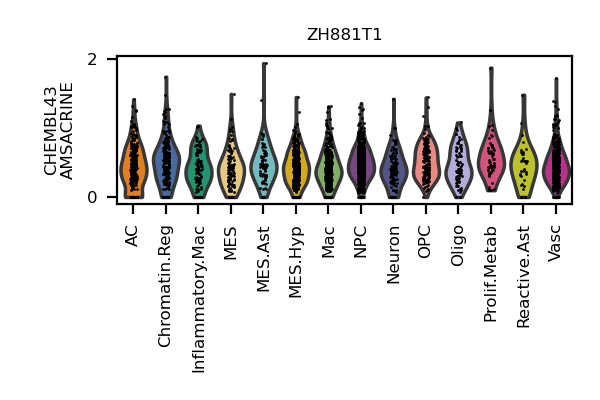 ZH881T1
CHEMBL43
AMSACRINE
2
0
AC
Chromatin.Reg
Inflammatory.Mac
MES
MES.Ast
MES.Hyp
Mac
NPC
Neuron
OPC
Oligo
Prolif.Metab
Reactive.Ast
Vasc